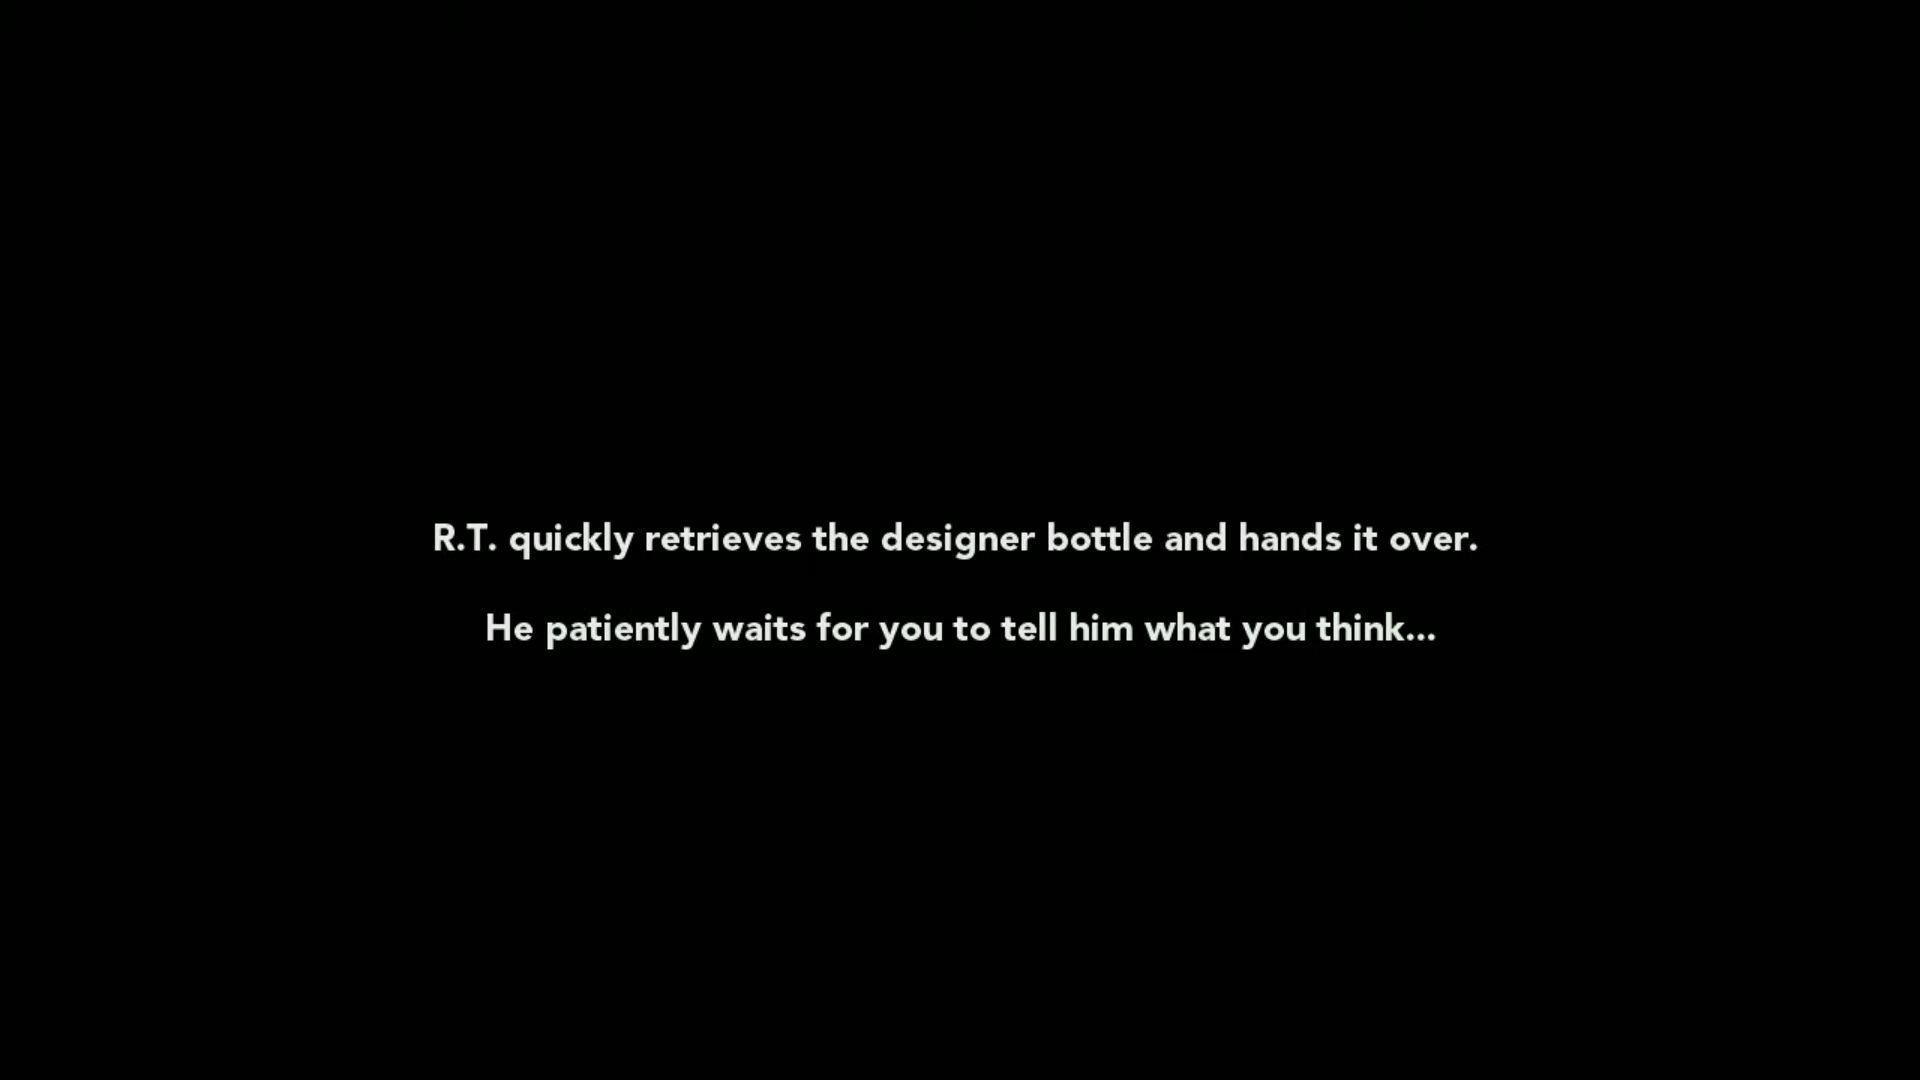 R.T. quickly retrieves the designer bottle and hands it over.
He patiently waits for you to tell him what you think...